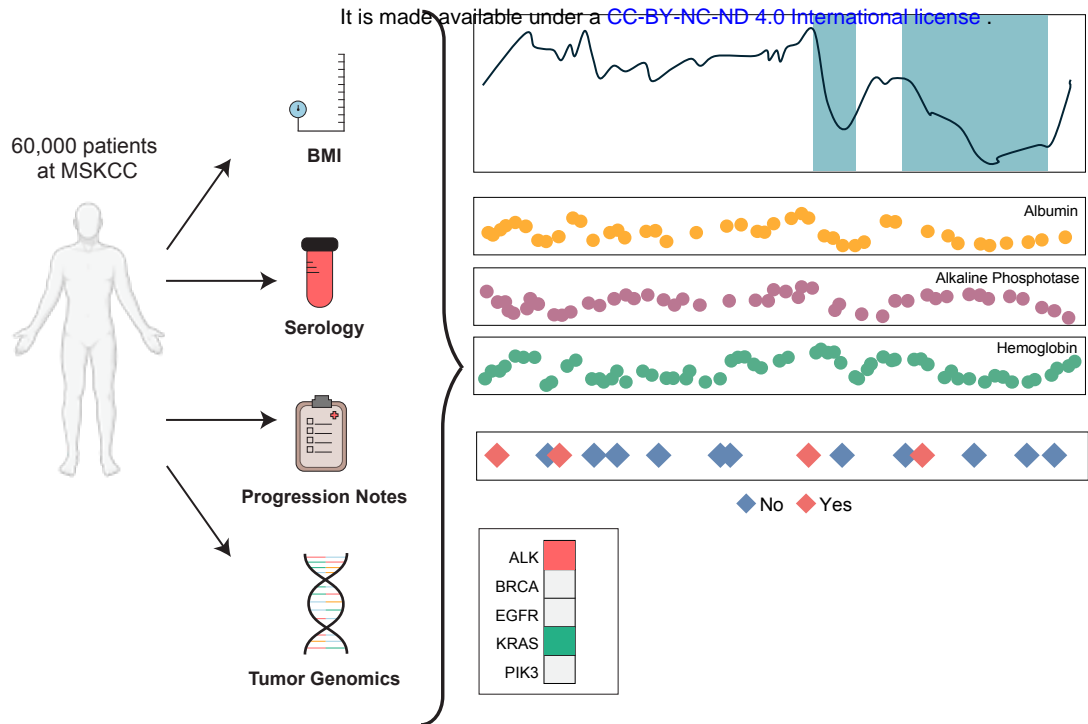 It is made available under a CC-BY-NC-ND 4.0 International license .
60,000 patients
at MSKCC
BMI
Serology
Progression Notes
Tumor Genomics
Albumin
Alkaline Phosphotase
Hemoglobin
No Yes
ALK
BRCA
EGFR
KRAS
PIK3